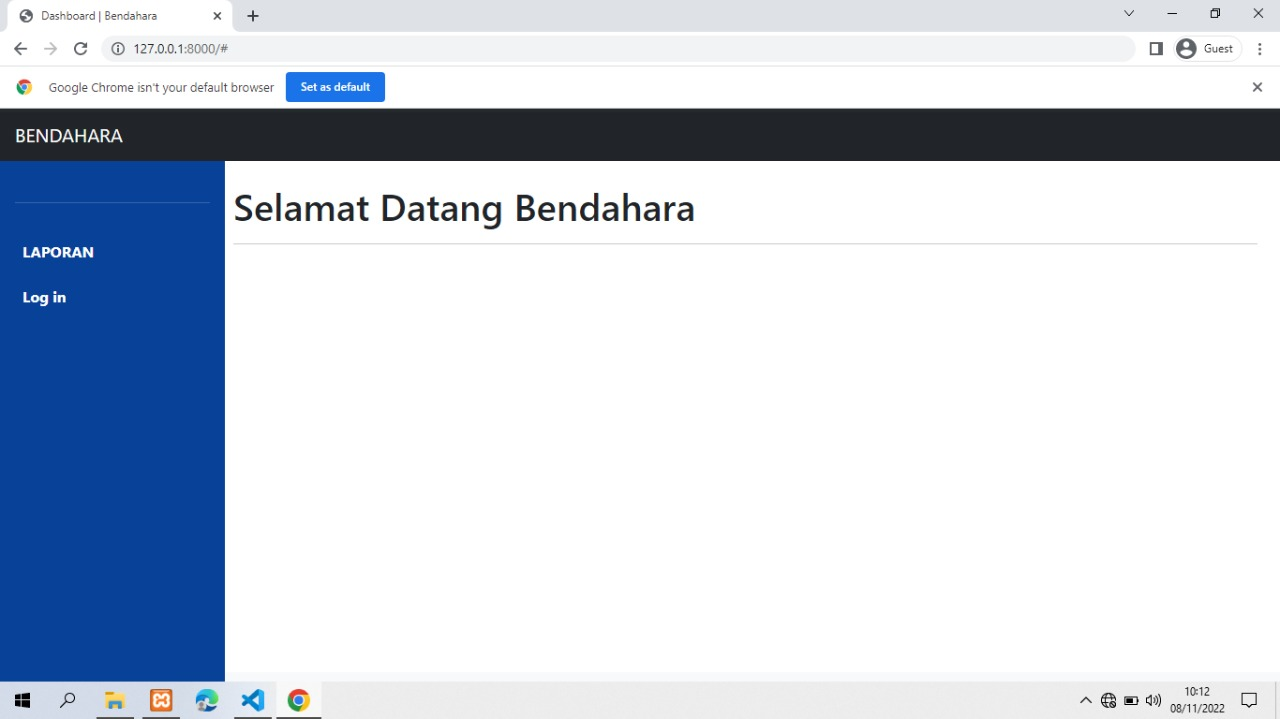 Dashboard | Bendahara
127.0.0.1:8000/#
Guest
Google Chrome isn't your default browser
Set as default
BENDAHARA
Selamat Datang Bendahara
LAPORAN
Log in
10:12
08/11/2022